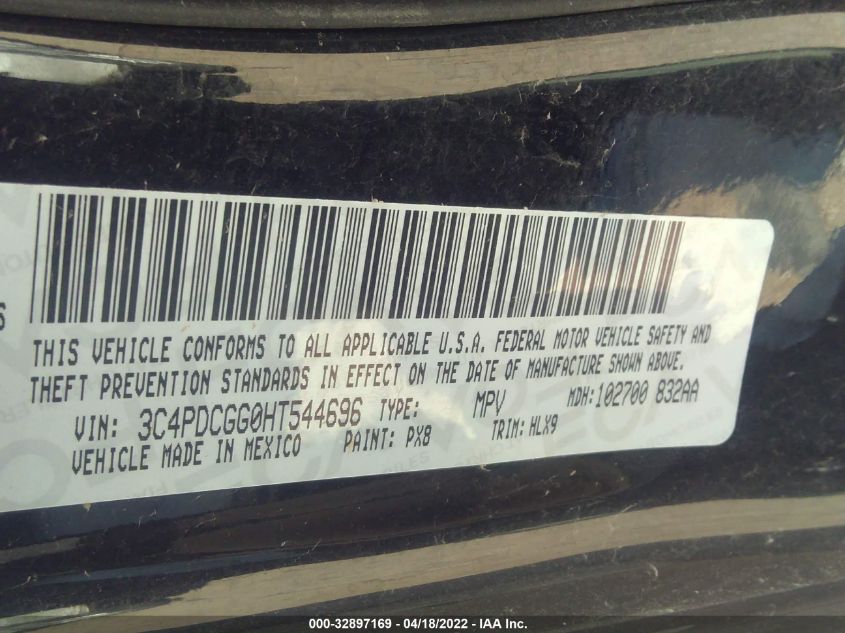 THIS VEHICLE CONFORMS TO ALL APPLICABLE U.S.A. FEDERAL MOTOR VEHICLE SAFETY AND
THEFT PREVENTION STANDARDS IN EFFECT ON THE DATE OF MANUFACTURE SHOWN ABOVE.
VIN: 3C4PDCGG0HT544696 TYPE: MPV MDH: 102700 832AA
VEHICLE MADE IN MEXICO PAINT: PX8 TRIM: HLX9
000-32897169 - 04/18/2022 - IAA Inc.